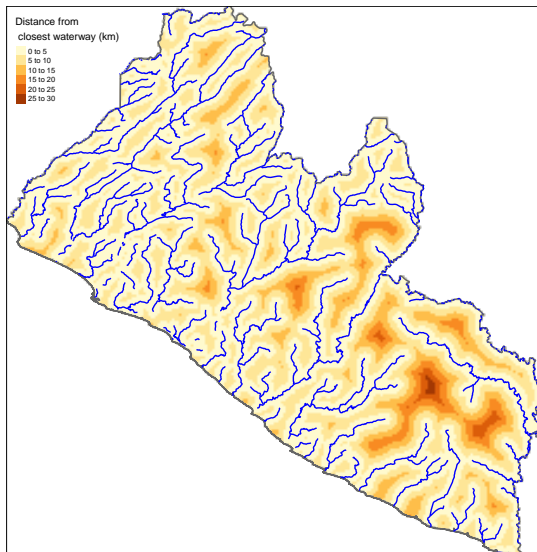 Distance from
closest waterway (km)
0 to 5
5 to 10
10 to 15
15 to 20
20 to 25
25 to 30